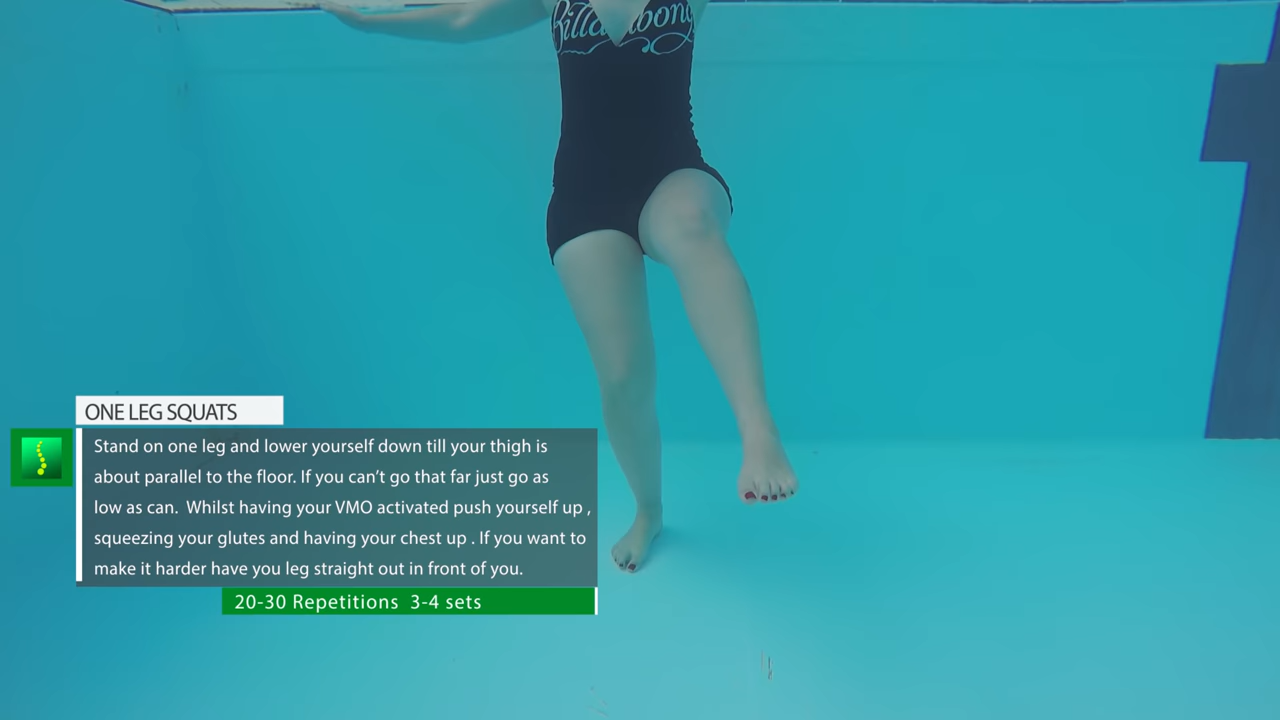 Billabong
ONE LEG SQUATS
Stand on one leg and lower yourself down till your thigh is
about parallel to the floor. If you can't go that far just go as
low as can.  Whilst having your VMO activated push yourself up ,
squeezing your glutes and having your chest up . If you want to
make it harder have you leg straight out in front of you.
20-30 Repetitions  3-4 sets